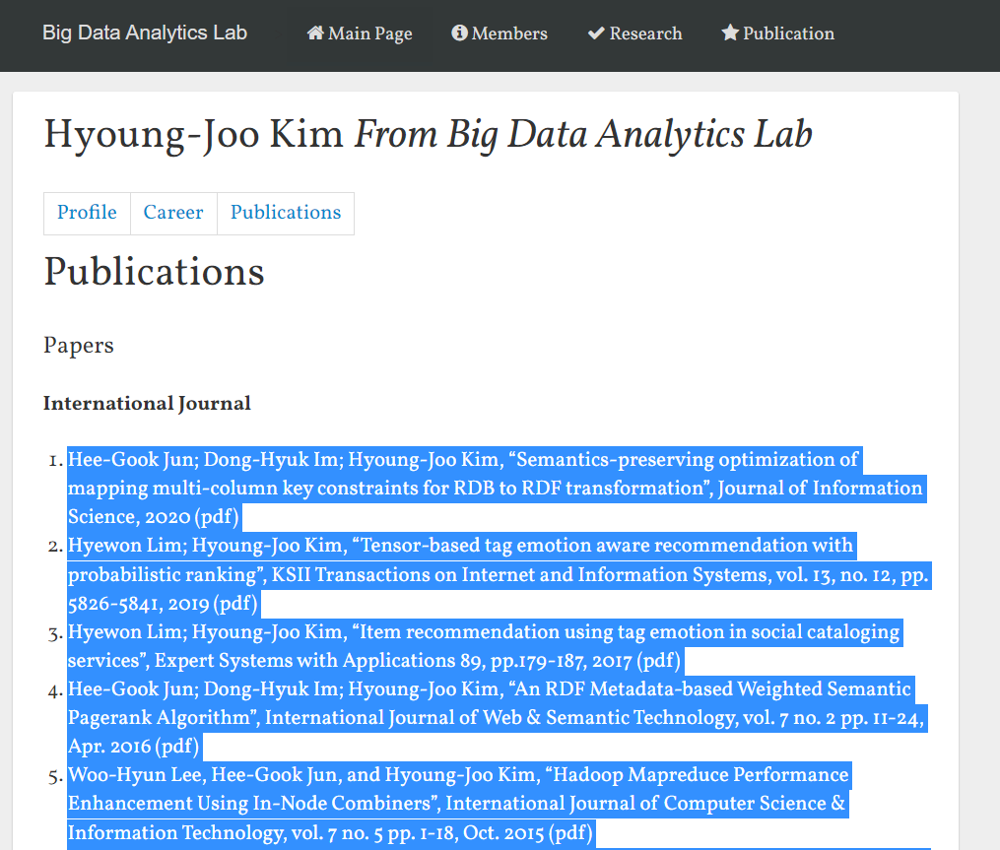 Big Data Analytics Lab Main Page Members Research Publication
Hyoung-Joo Kim From Big Data Analytics Lab
Profile Career Publications
Publications
Papers
International Journal
1. Hee-Gook Jun; Dong-Hyuk Im; Hyoung-Joo Kim, “Semantics-preserving optimization of
mapping multi-column key constraints for RDB to RDF transformation”, Journal of Information
Science, 2020 (pdf)
2. Hyewon Lim; Hyoung-Joo Kim, “Tensor-based tag emotion aware recommendation with
probabilistic ranking”, KSII Transactions on Internet and Information Systems, vol. 13, no. 12, pp.
5826-5841, 2019 (pdf)
3. Hyewon Lim; Hyoung-Joo Kim, “Item recommendation using tag emotion in social cataloging
services”, Expert Systems with Applications 89, pp.179-187, 2017 (pdf)
4. Hee-Gook Jun; Dong-Hyuk Im; Hyoung-Joo Kim, “An RDF Metadata-based Weighted Semantic
Pagerank Algorithm”, International Journal of Web & Semantic Technology, vol. 7 no. 2 pp. 11-24,
Apr. 2016 (pdf)
5. Woo-Hyun Lee, Hee-Gook Jun, and Hyoung-Joo Kim, “Hadoop Mapreduce Performance
Enhancement Using In-Node Combiners”, International Journal of Computer Science &
Information Technology, vol. 7 no. 5 pp. 1-18, Oct. 2015 (pdf)